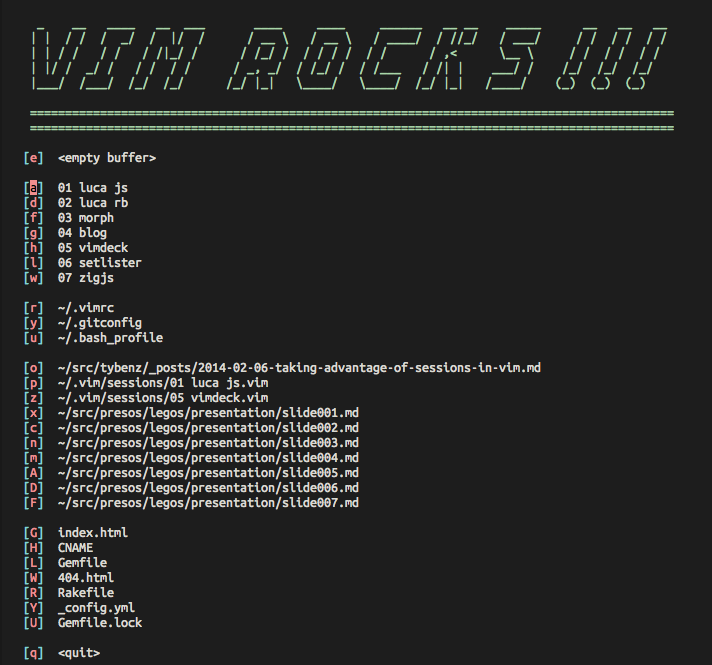 VIM ROCKS !!!
[e] <empty buffer>
[a] 01 luca js
[d] 02 luca rb
[f] 03 morph
[g] 04 blog
[h] 05 vimdeck
[l] 06 setlister
[w] 07 zigjs
[r] ~/.vimrc
[y] ~/.gitconfig
[u] ~/.bash_profile
[o] ~/src/tybenz/_posts/2014-02-06-taking-advantage-of-sessions-in-vim.md
[p] ~/.vim/sessions/01 luca js.vim
[z] ~/.vim/sessions/05 vimdeck.vim
[x] ~/src/presos/legos/presentation/slide001.md
[c] ~/src/presos/legos/presentation/slide002.md
[n] ~/src/presos/legos/presentation/slide003.md
[m] ~/src/presos/legos/presentation/slide004.md
[A] ~/src/presos/legos/presentation/slide005.md
[D] ~/src/presos/legos/presentation/slide006.md
[F] ~/src/presos/legos/presentation/slide007.md
[G] index.html
[H] CNAME
[L] Gemfile
[W] 404.html
[R] Rakefile
[Y] _config.yml
[U] Gemfile.lock
[q] <quit>